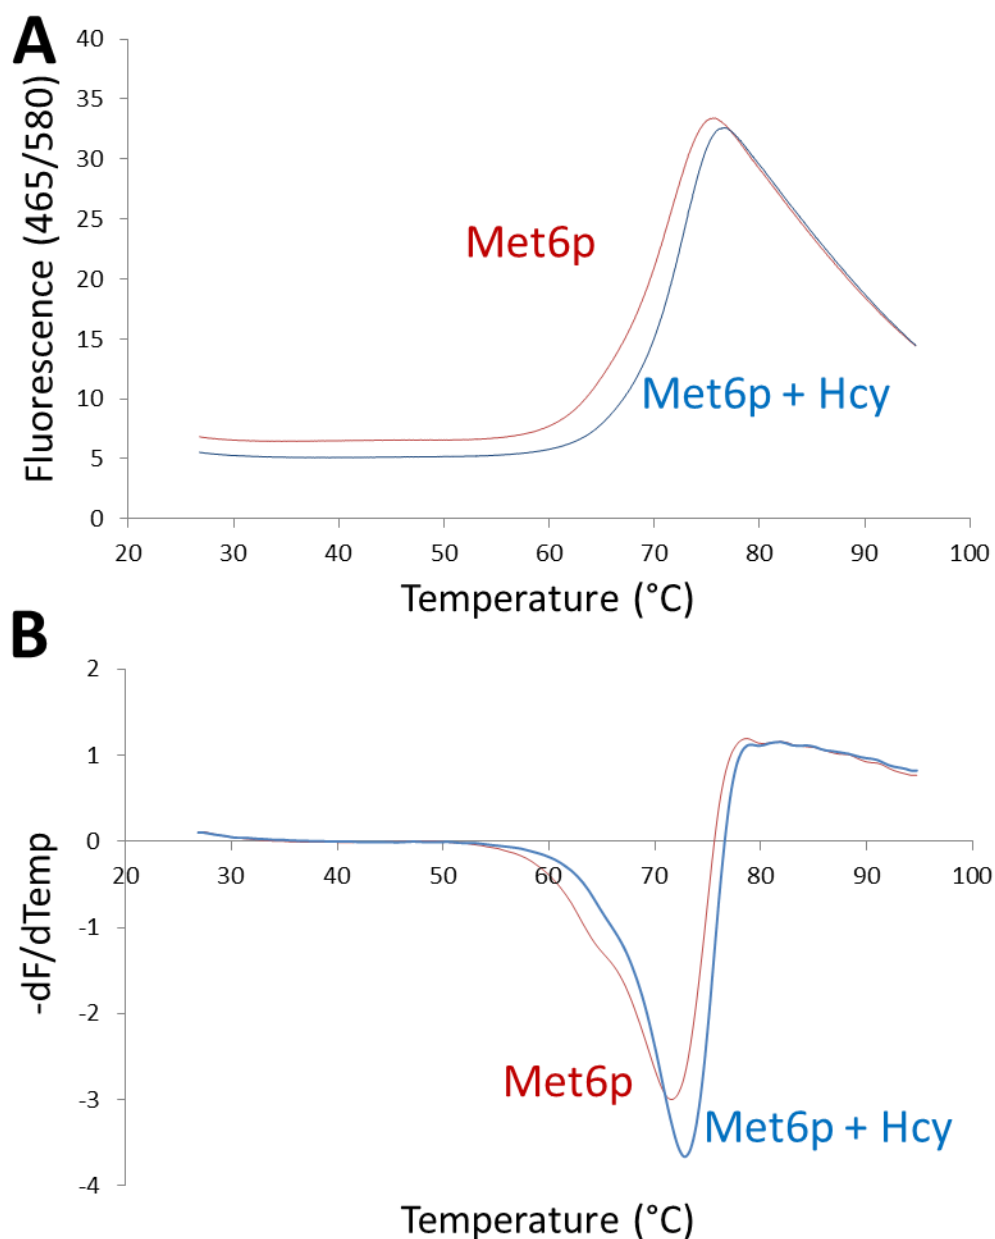 A
40
35
30
25
20
15
10
5
0
Fluorescence (465/580)
Met6p
Met6p + Hcy
20 30 40 50 60 70 80 90 100
Temperature (°C)
B
2
1
0
-1
-2
-3
-4
-dF/dTemp
20 30 40 50 60 70 80 90 100
Met6p
Met6p + Hcy
Temperature (°C)